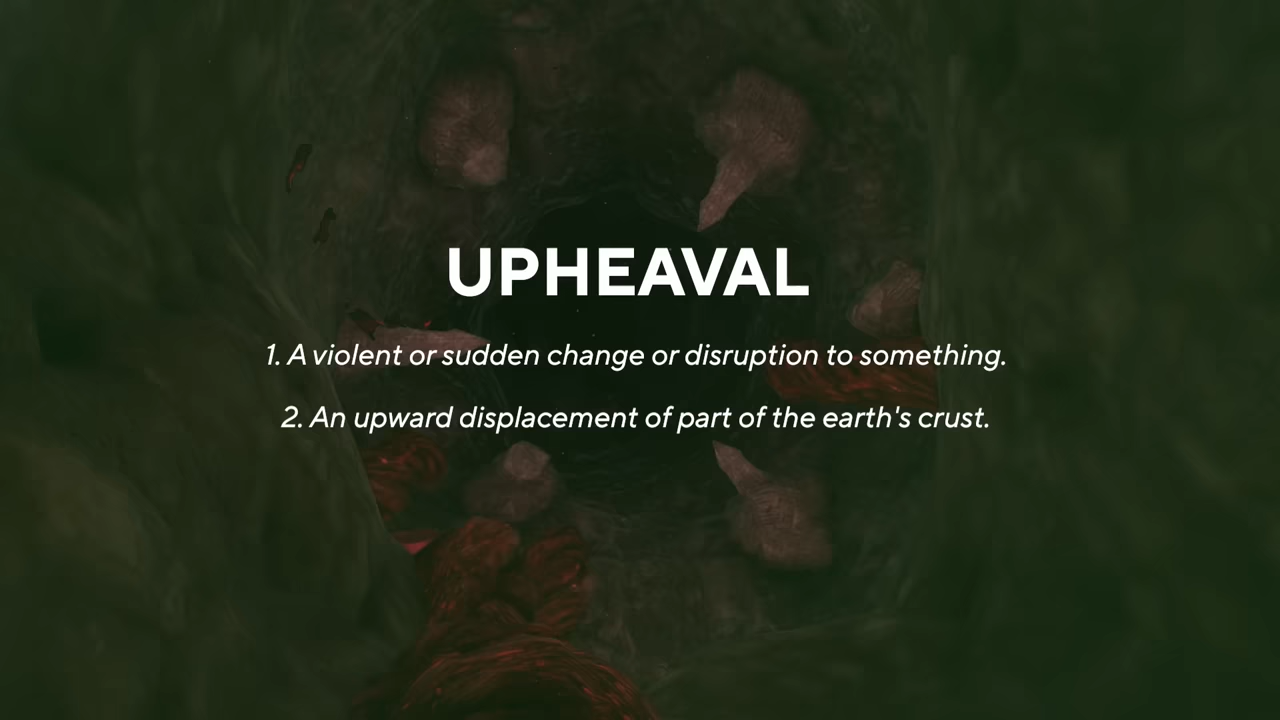 UPHEAVAL
1. A violent or sudden change or disruption to something.
2. An upward displacement of part of the earth's crust.